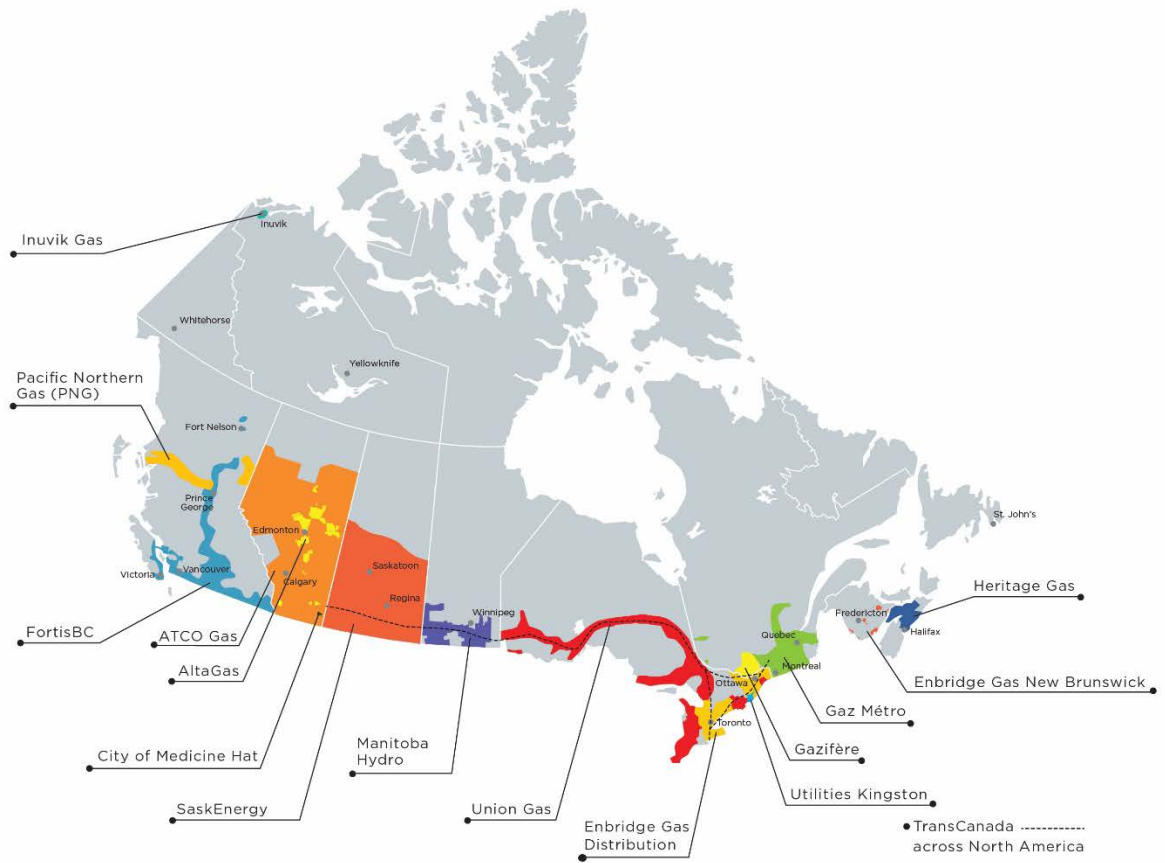 Inuvik
Inuvik Gas
Whitehorse
Yellowknife
Pacific Northern
Gas (PNG)
Fort Nelson
Prince
George
Edmonton
St. John's
Victoria
Vancouver
Calgary
Saskatoon
Regina
Winnipeg
Heritage Gas
Fredericton
Halifax
Quebec
Montreal
Ottawa
Toronto
FortisBC
ATCO Gas
AltaGas
Enbridge Gas New Brunswick
Gaz Métro
City of Medicine Hat
Manitoba
Hydro
Gazifère
SaskEnergy
Union Gas
Utilities Kingston
Enbridge Gas
Distribution
TransCanada
across North America